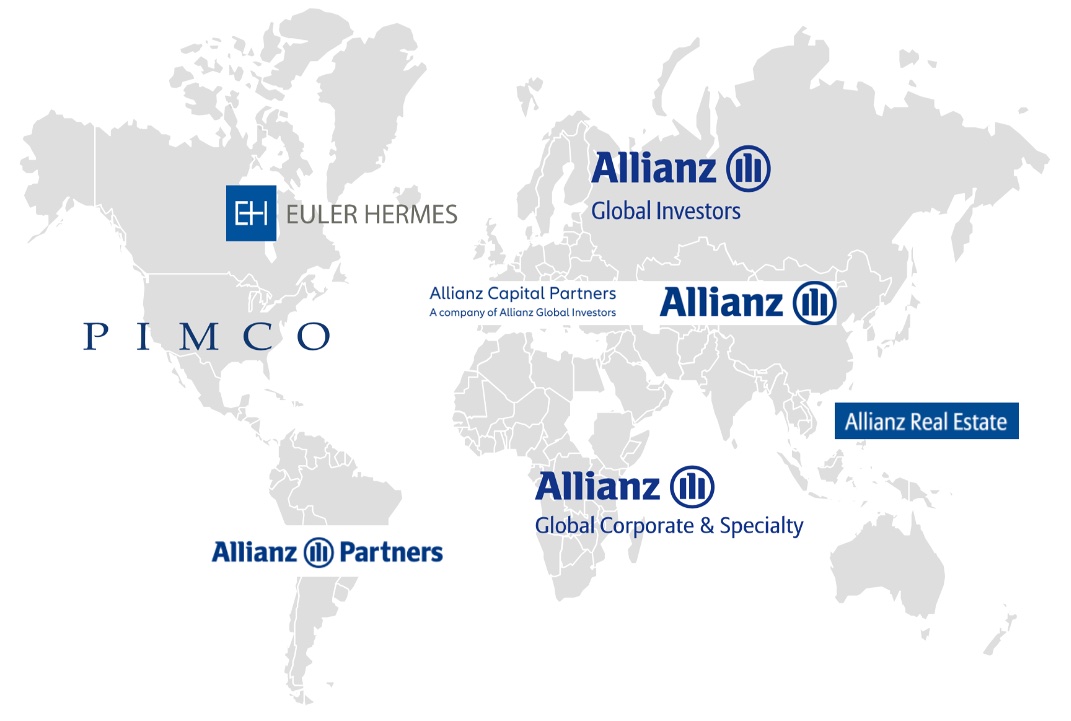 Allianz
Global Investors
EH EULER HERMES
Allianz Capital Partners
A company of Allianz Global Investors
Allianz
PIMCO
Allianz Real Estate
Allianz
Global Corporate & Specialty
Allianz Partners